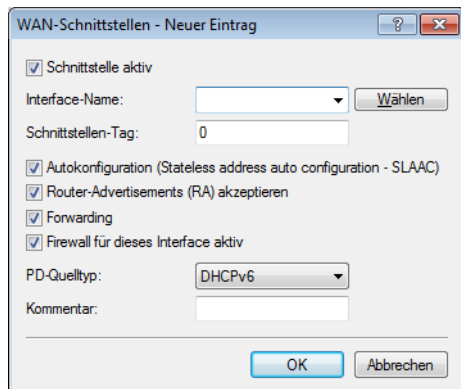 WAN-Schnittstellen - Neuer Eintrag
Schnittstelle aktiv
Interface-Name: Wählen
Schnittstellen-Tag: 0
Autokonfiguration (Stateless address auto configuration - SLAAC)
Router-Advertisements (RA) akzeptieren
Forwarding
Firewall für dieses Interface aktiv
PD-Quelltyp: DHCPv6
Kommentar:
OK Abbrechen